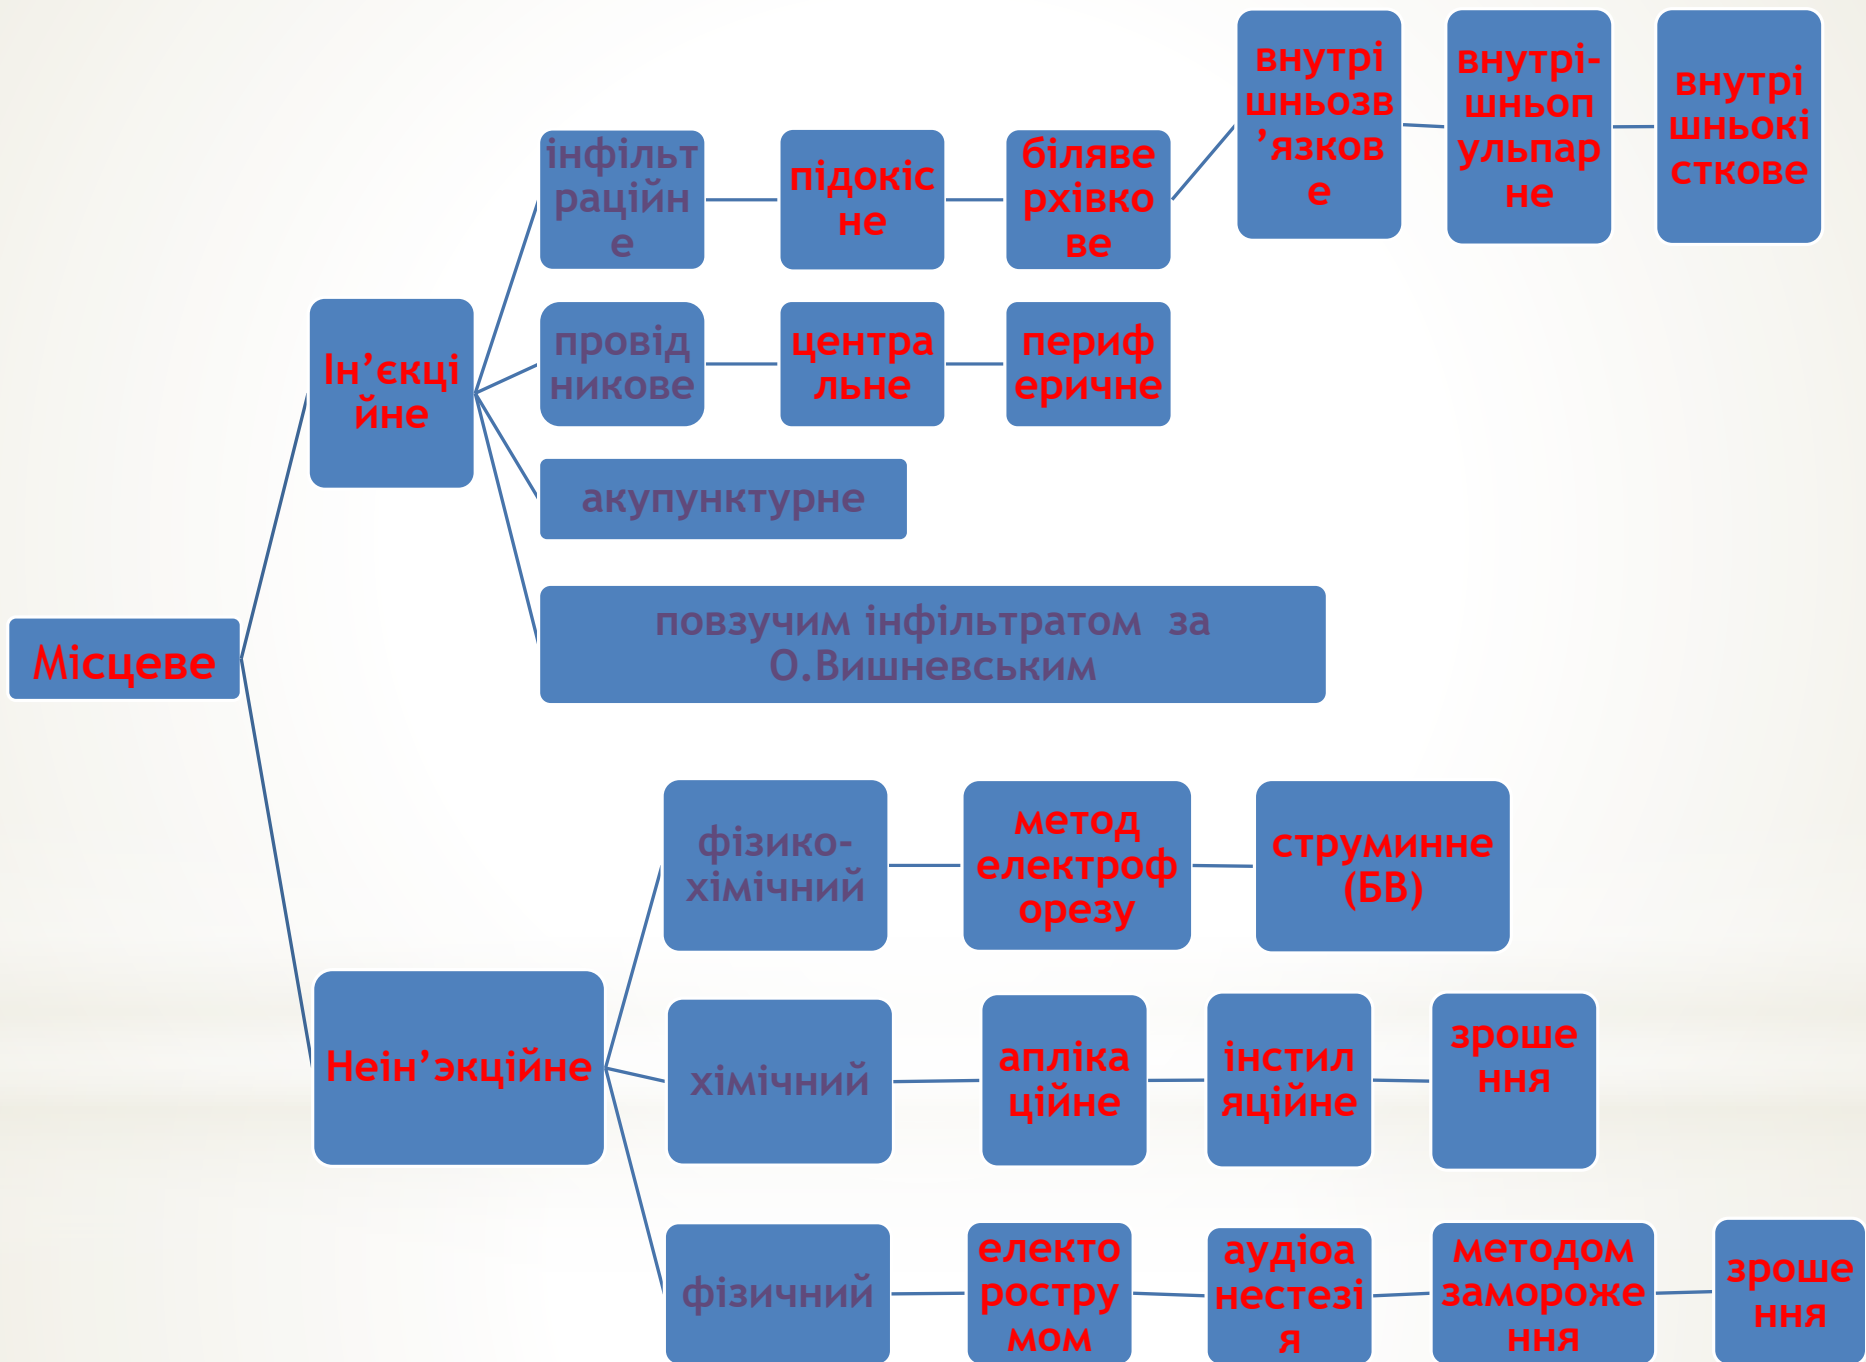 Місцеве
Ін’єкці
йне
інфільт
раційн
е
підокіс
не
біляве
рхівко
ве
внутрі
шньозв
’язков
е
внутрі-
шньоп
ульпар
не
внутрі
шньокі
сткове
провід
никове
центра
льне
периф
еричне
акупунктурне
повзучим інфільтратом за
О.Вишневським
Неін’экційне
фізико-
хімічний
метод
електроф
орезу
струминне
(БВ)
хімічний
апліка
ційне
інстил
яційне
зроше
ння
фізичний
електо
ростру
мом
аудіоа
нестезі
я
методом
замороже
ння
зроше
ння